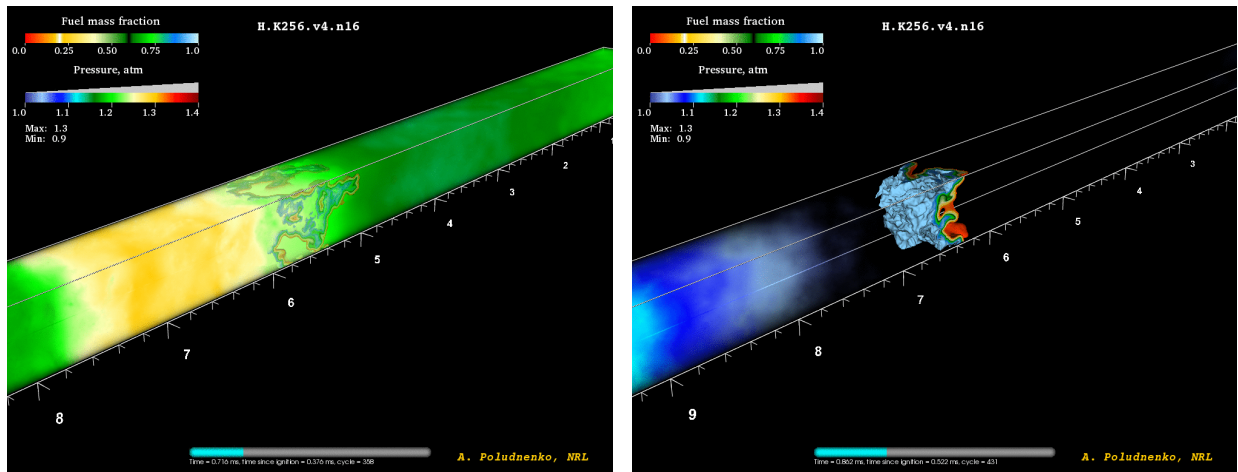 Fuel mass fraction
H.K256.v4.n16
0.0 0.25 0.50 0.75 1.0
Pressure, atm
1.0 1.1 1.2 1.3 1.4
Max: 1.3
Min: 0.9
2
3
4
5
6
7
8
Time = 0.716 ms, time since ignition = 0.376 ms, cycle = 358
A. Poludnenko, NRL
Fuel mass fraction
H.K256.v4.n16
0.0 0.25 0.50 0.75 1.0
Pressure, atm
1.0 1.1 1.2 1.3 1.4
Max: 1.3
Min: 0.9
3
4
5
6
7
8
9
Time = 0.862 ms, time since ignition = 0.522 ms, cycle = 431
A. Poludnenko, NRL